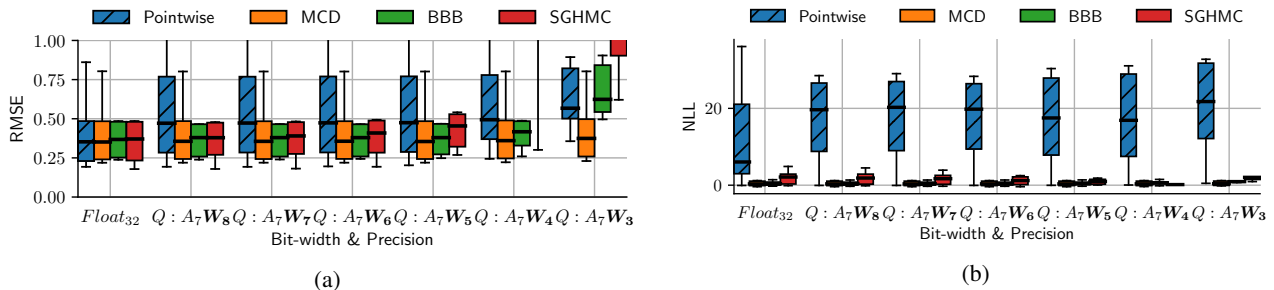 Pointwise MCD BBB SGHMC
1.00
0.75
0.50
0.25
0.00
RMSE
Float32 Q : A7W8 Q : A7W7 Q : A7W6 Q : A7W5 Q : A7W4 Q : A7W3
Bit-width & Precision
(a)
Pointwise MCD BBB SGHMC
20
0
NLL
Float32 Q : A7W8 Q : A7W7 Q : A7W6 Q : A7W5 Q : A7W4 Q : A7W3
Bit-width & Precision
(b)